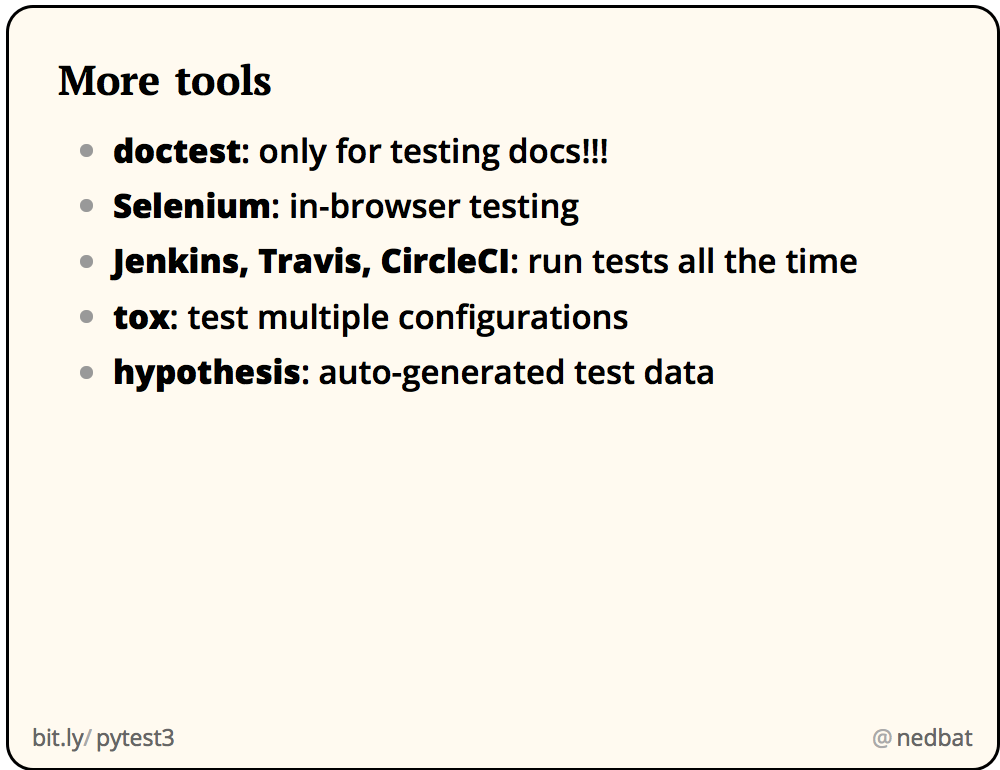 More tools
doctest: only for testing docs!!!
Selenium: in-browser testing
Jenkins, Travis, CircleCI: run tests all the time
tox: test multiple configurations
hypothesis: auto-generated test data
bit.ly/ pytest3
@ nedbat